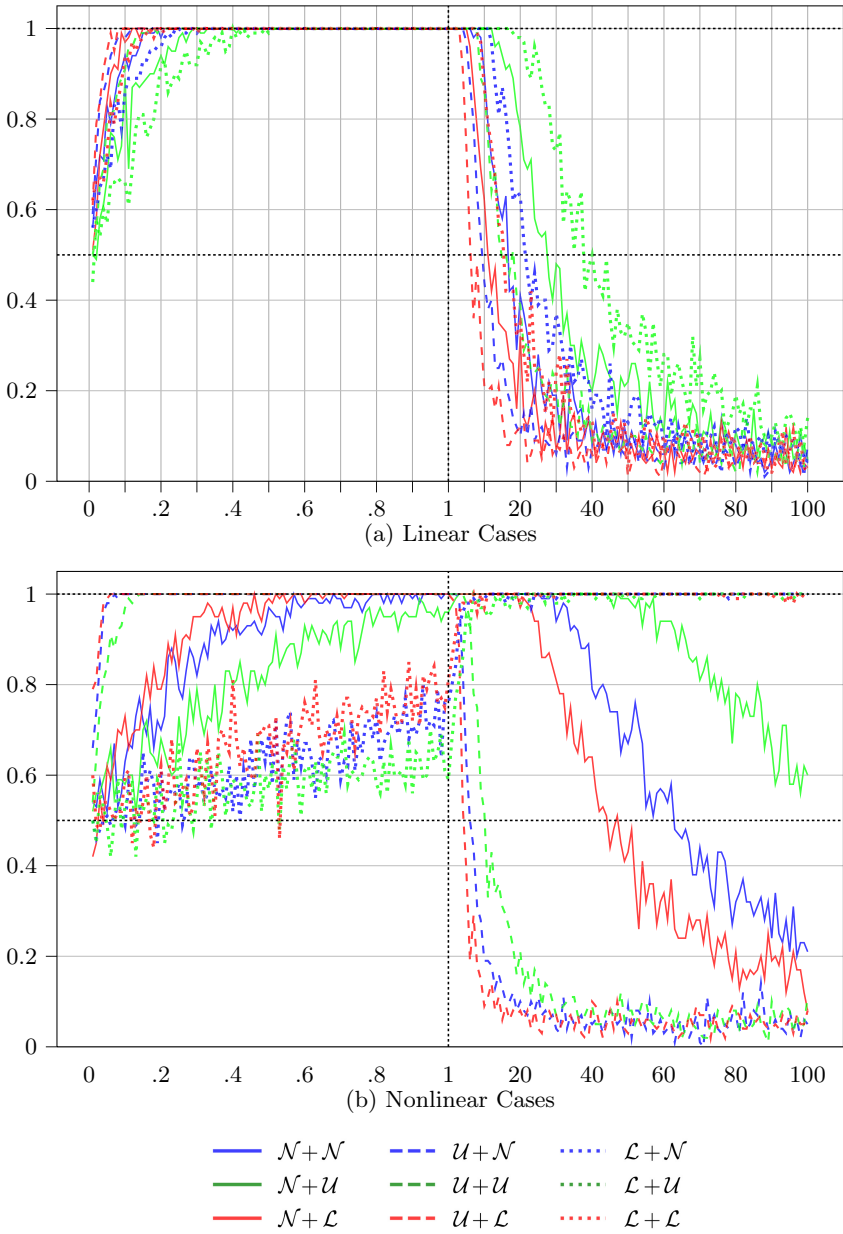 1
0.8
0.6
0.4
0.2
0
0 .2 .4 .6 .8 1 20 40 60 80 100
(a) Linear Cases
1
0.8
0.6
0.4
0.2
0
0 .2 .4 .6 .8 1 20 40 60 80 100
(b) Nonlinear Cases
𝒩 + 𝒩 𝒰 + 𝒩 ℒ + 𝒩
𝒩 + 𝒰 𝒰 + 𝒰 ℒ + 𝒰
𝒩 + ℒ 𝒰 + ℒ ℒ + ℒ